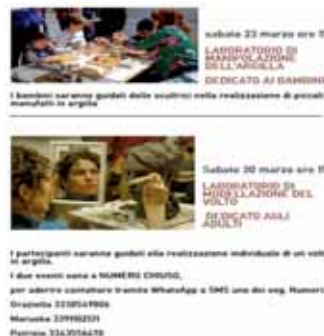 sabato 23 marzo ore
LABORATORIO DI
MANIPOLAZIONE
DELL'ARGILLA
DEDICATO AI BAMBINI
I bambini saranno guidati dalle scultrici nella realizzazione di piccoli
manufatti in argilla
Sabato 30 marzo ore
LABORATORIO DI
MODELLAZIONE DEL
VOLTO
DEDICATO AGLI
ADULTI
I partecipanti saranno guidati alla realizzazione individuale di un volto
in argilla.
I due eventi sono a NUMERO CHIUSO,
per aderire contattare tramite WhatsApp o SMS uno dei seg. Numeri
Graziella
Maruska
Patrizia